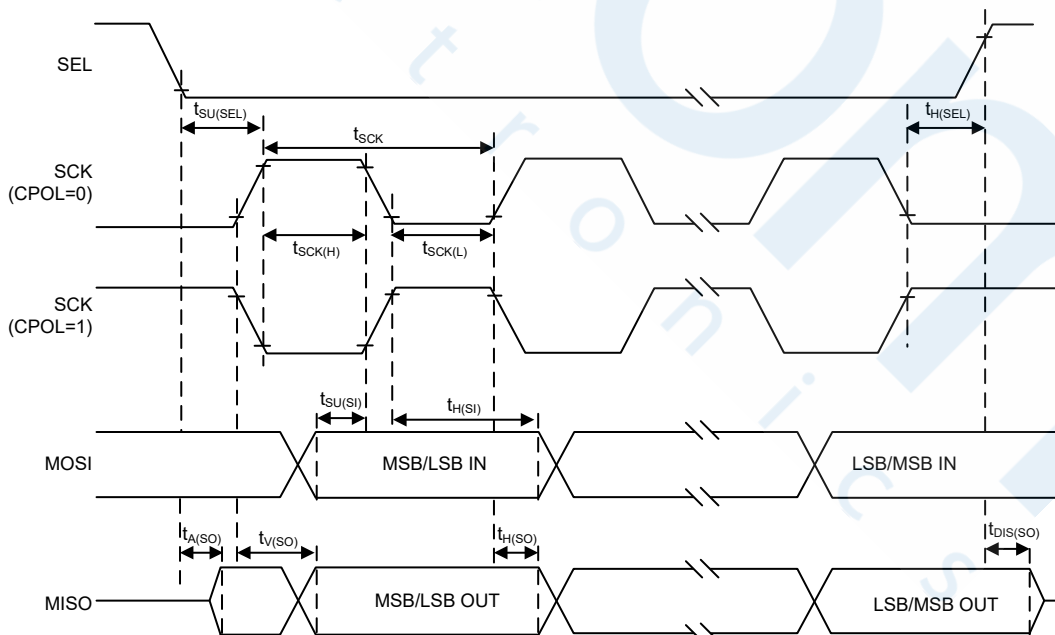 SEL
tSU(SEL)
tH(SEL)
tSCK
SCK
(CPOL=0)
tSCK(H)
tSCK(L)
SCK
(CPOL=1)
tSU(SI)
tH(SI)
MOSI
MSB/LSB IN
LSB/MSB IN
tA(SO)
tV(SO)
tH(SO)
tDIS(SO)
MISO
MSB/LSB OUT
LSB/MSB OUT
t r o n i c s
on